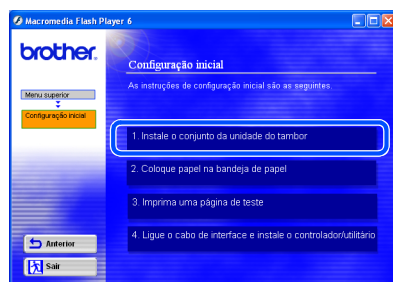 Macromedia Flash Player 6
brother.
Configuração inicial
As instruções de configuração inicial são as seguintes.
Menu superior
Configuração inicial
1. Instale o conjunto da unidade do tambor
2. Coloque papel na bandeja de papel
3. Imprima uma página de teste
4. Ligue o cabo de interface e instale o controlador/utilitário
Anterior
Sair